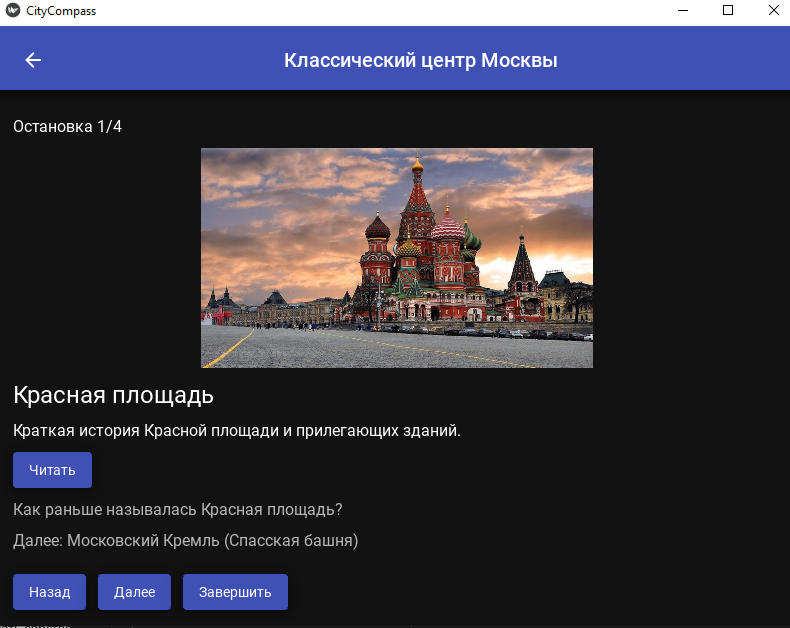 CityCompass
Классический центр Москвы
Остановка 1/4
Красная площадь
Краткая история Красной площади и прилегающих зданий.
Читать
Как раньше называлась Красная площадь?
Далее: Московский Кремль (Спасская башня)
Назад Далее Завершить